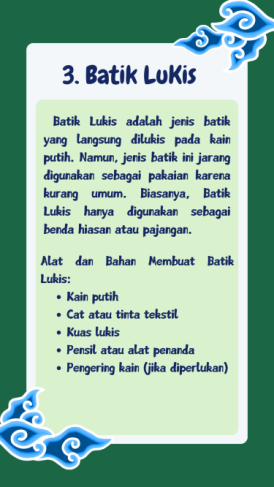 3. Batik LuKis
Batik Lukis adalah jenis batik
yang langsung dilukis pada kain
putih. Namun, jenis batik ini jarang
digunakan sebagai pakaian karena
kurang umum. Biasanya, Batik
Lukis hanya digunakan sebagai
benda hiasan atau pajangan.
Alat dan Bahan Membuat Batik
Lukis:
• Kain putih
• Cat atau tinta tekstil
• Kuas lukis
• Pensil atau alat penanda
• Pengering kain (jika diperlukan)